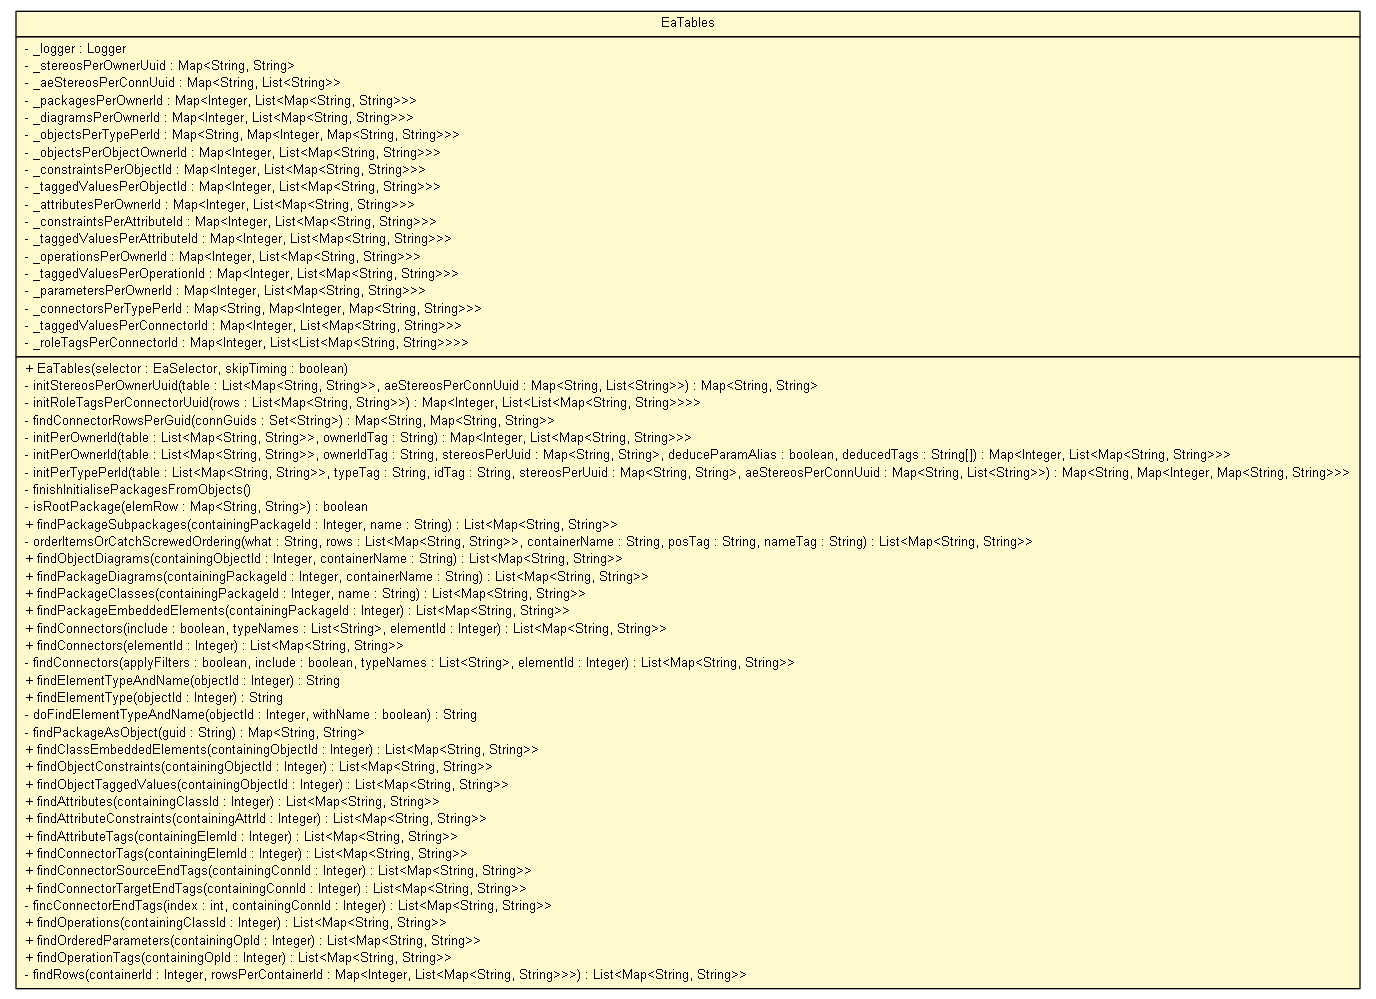 EaTables
- _logger : Logger
- _stereosPerOwnerUuid : Map<String, String>
- _aeStereosPerConnUuid : Map<String, List<String>>
- _packagesPerOwnerId : Map<Integer, List<Map<String, String>>>
- _diagramsPerOwnerId : Map<Integer, List<Map<String, String>>>
- _objectsPerTypePerId : Map<String, Map<Integer, Map<String, String>>>
- _objectsPerObjectOwnerId : Map<Integer, List<Map<String, String>>>
- _constraintsPerObjectId : Map<Integer, List<Map<String, String>>>
- _taggedValuesPerObjectId : Map<Integer, List<Map<String, String>>>
- _attributesPerOwnerId : Map<Integer, List<Map<String, String>>>
- _constraintsPerAttributeId : Map<Integer, List<Map<String, String>>>
- _taggedValuesPerAttributeId : Map<Integer, List<Map<String, String>>>
- _operationsPerOwnerId : Map<Integer, List<Map<String, String>>>
- _taggedValuesPerOperationId : Map<Integer, List<Map<String, String>>>
- _parametersPerOwnerId : Map<Integer, List<Map<String, String>>>
- _connectorsPerTypePerId : Map<String, Map<Integer, Map<String, String>>>
- _taggedValuesPerConnectorId : Map<Integer, List<Map<String, String>>>
- _roleTagsPerConnectorId : Map<Integer, List<List<Map<String, String>>>>
+ EaTables(selector : EaSelector, skipTiming : boolean)
- initStereosPerOwnerUuid(table : List<Map<String, String>>, aeStereosPerConnUuid : Map<String, List<String>>) : Map<String, String>
- initRoleTagsPerConnectorUuid(rows : List<Map<String, String>>) : Map<Integer, List<List<Map<String, String>>>>
- findConnectorRowsPerGuid(connGuids : Set<String>) : Map<String, Map<String, String>>
- initPerOwnerId(table : List<Map<String, String>>, ownerIdTag : String) : Map<Integer, List<Map<String, String>>>
- initPerOwnerId(table : List<Map<String, String>>, ownerIdTag : String, stereosPerUuid : Map<String, String>, deduceParamAlias : boolean, deducedTags : String[]) : Map<Integer, List<Map<String, String>>>
- initPerTypePerId(table : List<Map<String, String>>, typeTag : String, idTag : String, stereosPerUuid : Map<String, String>, aeStereosPerConnUuid : Map<String, List<String>>) : Map<String, Map<Integer, Map<String, String>>>
- finishInitialisePackagesFromObjects()
- isRootPackage(elemRow : Map<String, String>) : boolean
+ findPackageSubpackages(containingPackageId : Integer, name : String) : List<Map<String, String>>
- orderItemsOrCatchScrewedOrdering(what : String, rows : List<Map<String, String>>, containerName : String, posTag : String, nameTag : String) : List<Map<String, String>>
+ findObjectDiagrams(containingObjectId : Integer, containerName : String) : List<Map<String, String>>
+ findPackageDiagrams(containingPackageId : Integer, containerName : String) : List<Map<String, String>>
+ findPackageClasses(containingPackageId : Integer, name : String) : List<Map<String, String>>
+ findPackageEmbeddedElements(containingPackageId : Integer) : List<Map<String, String>>
+ findConnectors(include : boolean, typeNames : List<String>, elementId : Integer) : List<Map<String, String>>
+ findConnectors(elementId : Integer) : List<Map<String, String>>
- findConnectors(applyFilters : boolean, include : boolean, typeNames : List<String>, elementId : Integer) : List<Map<String, String>>
+ findElementTypeAndName(objectId : Integer) : String
+ findElementType(objectId : Integer) : String
- doFindElementTypeAndName(objectId : Integer, withName : boolean) : String
- findPackageAsObject(guid : String) : Map<String, String>
+ findClassEmbeddedElements(containingObjectId : Integer) : List<Map<String, String>>
+ findObjectConstraints(containingObjectId : Integer) : List<Map<String, String>>
+ findObjectTaggedValues(containingObjectId : Integer) : List<Map<String, String>>
+ findAttributes(containingClassId : Integer) : List<Map<String, String>>
+ findAttributeConstraints(containingAttrId : Integer) : List<Map<String, String>>
+ findAttributeTags(containingElemId : Integer) : List<Map<String, String>>
+ findConnectorTags(containingElemId : Integer) : List<Map<String, String>>
+ findConnectorSourceEndTags(containingConnId : Integer) : List<Map<String, String>>
+ findConnectorTargetEndTags(containingConnId : Integer) : List<Map<String, String>>
- fincConnectorEndTags(index : int, containingConnId : Integer) : List<Map<String, String>>
+ findOperations(containingClassId : Integer) : List<Map<String, String>>
+ findOrderedParameters(containingOpId : Integer) : List<Map<String, String>>
+ findOperationTags(containingOpId : Integer) : List<Map<String, String>>
- findRows(containerId : Integer, rowsPerContainerId : Map<Integer, List<Map<String, String>>>) : List<Map<String, String>>